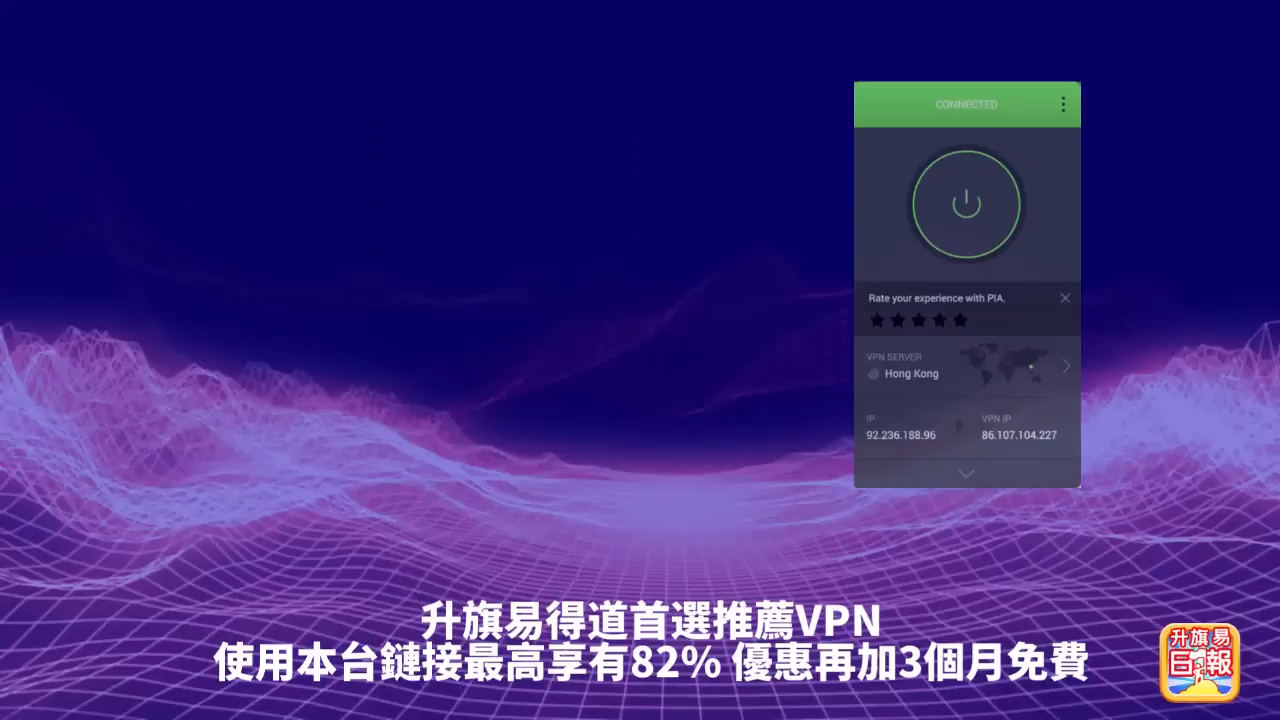 CONNECTED
Rate your experience with PIA.
VPN SERVER
Hong Kong
IP
VPN IP
92.236.188.96
86.107.104.227
升旗易得道首選推薦VPN
使用本台鏈接最高享有82% 優惠再加3個月免費
升旗易
日報